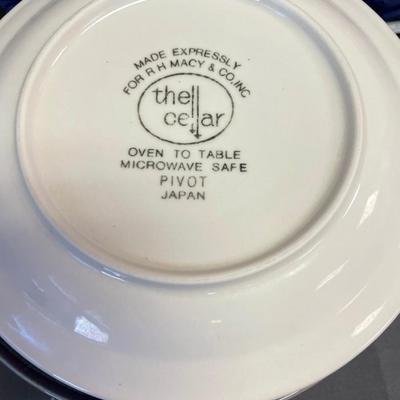 MADE EXPRESSLY
FOR R H MACY & CO., INC
the
cellar
OVEN TO TABLE
MICROWAVE SAFE
PIVOT
JAPAN